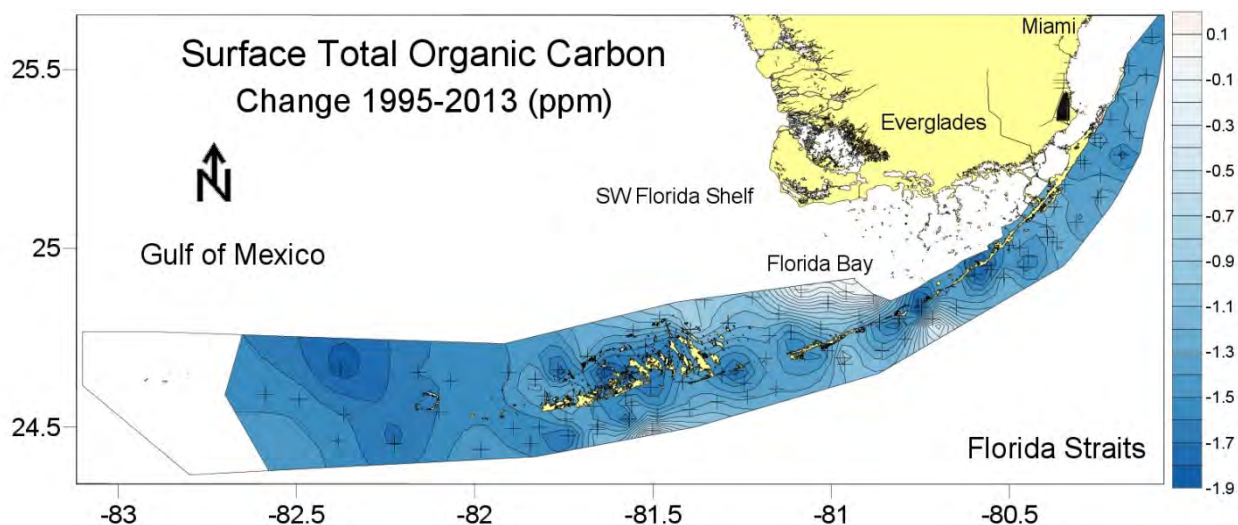 Surface Total Organic Carbon
Change 1995-2013 (ppm)
Miami
Everglades
N
SW Florida Shelf
Gulf of Mexico
Florida Bay
Florida Straits
25.5
25
24.5
-83
-82.5
-82
-81.5
-81
-80.5
0.1
-0.1
-0.3
-0.5
-0.7
-0.9
-1.1
-1.3
-1.5
-1.7
-1.9